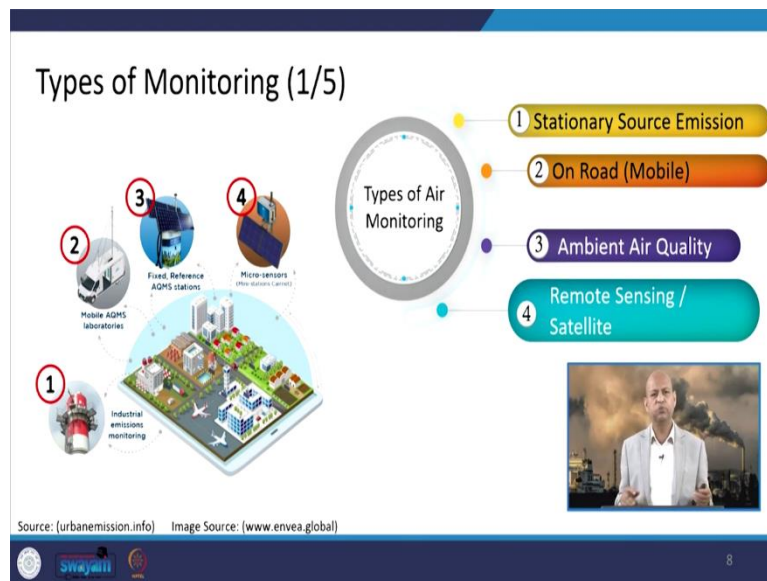 Types of Monitoring (1/5)
1 Stationary Source Emission
2 On Road (Mobile)
Types of Air
Monitoring
3 Ambient Air Quality
4 Remote Sensing /
Satellite
1
Industrial
emissions
monitoring
2
Mobile AQMS
laboratories
3
Fixed, Reference
AQMS stations
4
Micro-sensors
Source: (urbanemission.info) Image Source: (www.envea.global)
swayam
8